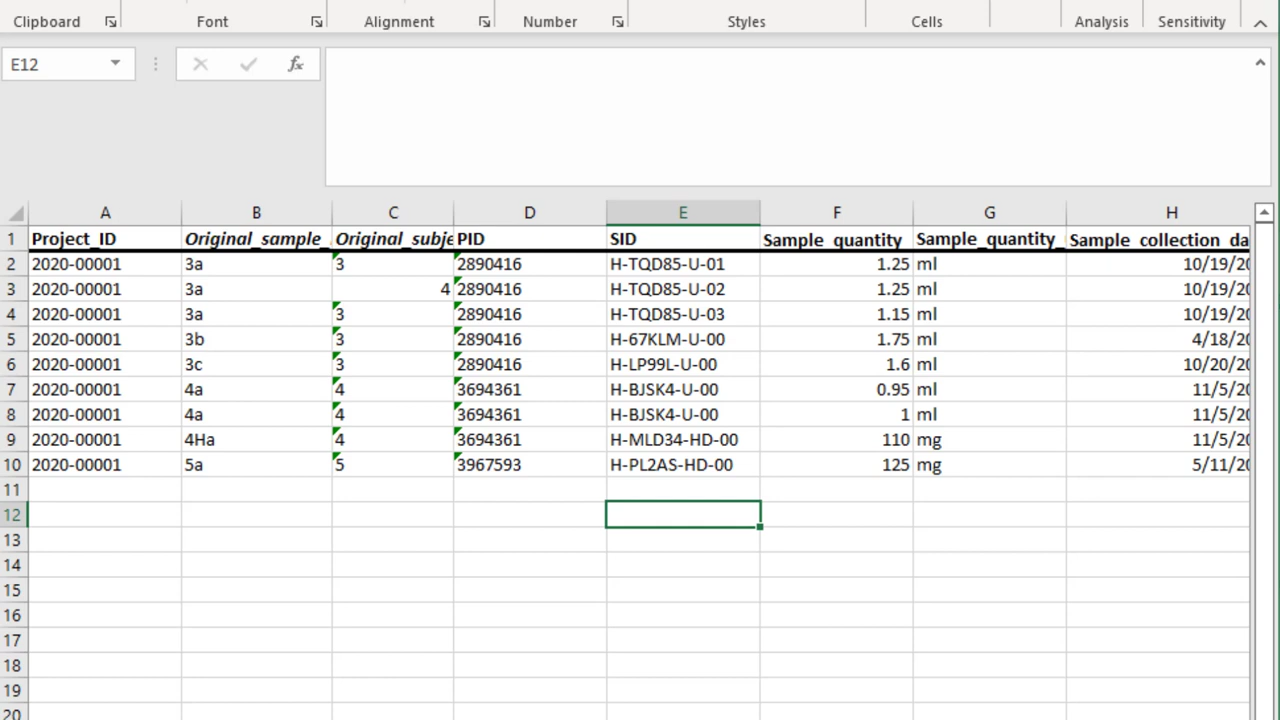 Clipboard Font Alignment Number Styles Cells Analysis Sensitivity
E12 fx
A B C D E F G H
1 Project_ID Original_sample_ Original_subje PID SID Sample_quantity Sample_quantity_ Sample_collection_da
2 2020-00001 3a 3 2890416 H-TQD85-U-01 1.25 ml 10/19/20
3 2020-00001 3a 4 2890416 H-TQD85-U-02 1.25 ml 10/19/20
4 2020-00001 3a 3 2890416 H-TQD85-U-03 1.15 ml 10/19/20
5 2020-00001 3b 3 2890416 H-67KLM-U-00 1.75 ml 4/18/20
6 2020-00001 3c 3 2890416 H-LP99L-U-00 1.6 ml 10/20/20
7 2020-00001 4a 4 3694361 H-BJSK4-U-00 0.95 ml 11/5/20
8 2020-00001 4a 4 3694361 H-BJSK4-U-00 1 ml 11/5/20
9 2020-00001 4Ha 4 3694361 H-MLD34-HD-00 110 mg 11/5/20
10 2020-00001 5a 5 3967593 H-PL2AS-HD-00 125 mg 5/11/20
11
12
13
14
15
16
17
18
19
20